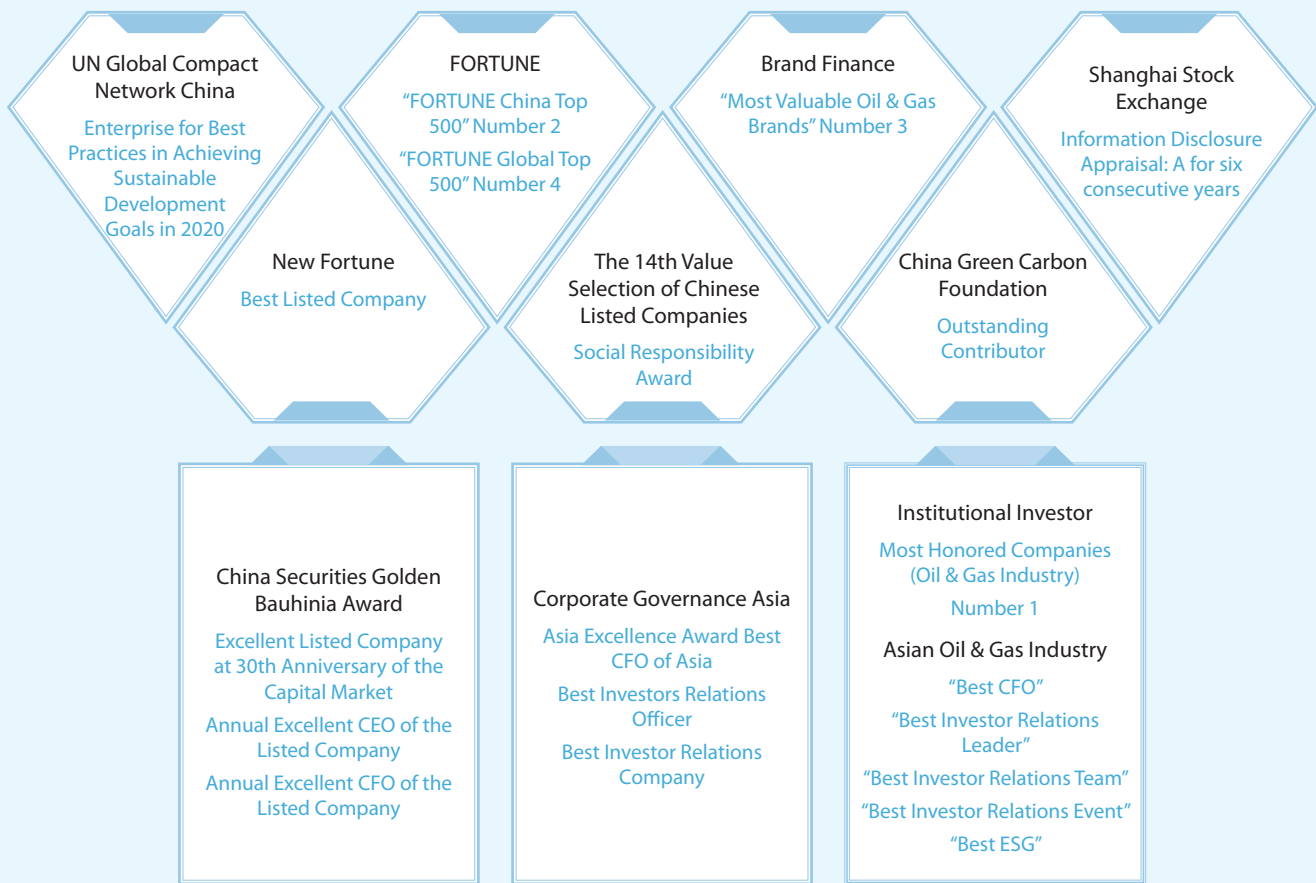 UN Global Compact
Network China
Enterprise for Best
Practices in Achieving
Sustainable
Development
Goals in 2020
FORTUNE
“FORTUNE China Top
500” Number 2
“FORTUNE Global Top
500” Number 4
Brand Finance
“Most Valuable Oil & Gas
Brands” Number 3
Shanghai Stock
Exchange
Information Disclosure
Appraisal: A for six
consecutive years
New Fortune
Best Listed Company
The 14th Value
Selection of Chinese
Listed Companies
Social Responsibility
Award
China Green Carbon
Foundation
Outstanding
Contributor
China Securities Golden
Bauhinia Award
Excellent Listed Company
at 30th Anniversary of the
Capital Market
Annual Excellent CEO of the
Listed Company
Annual Excellent CFO of the
Listed Company
Corporate Governance Asia
Asia Excellence Award Best
CFO of Asia
Best Investors Relations
Officer
Best Investor Relations
Company
Institutional Investor
Most Honored Companies
(Oil & Gas Industry)
Number 1
Asian Oil & Gas Industry
“Best CFO”
“Best Investor Relations
Leader”
“Best Investor Relations Team”
“Best Investor Relations Event”
“Best ESG”